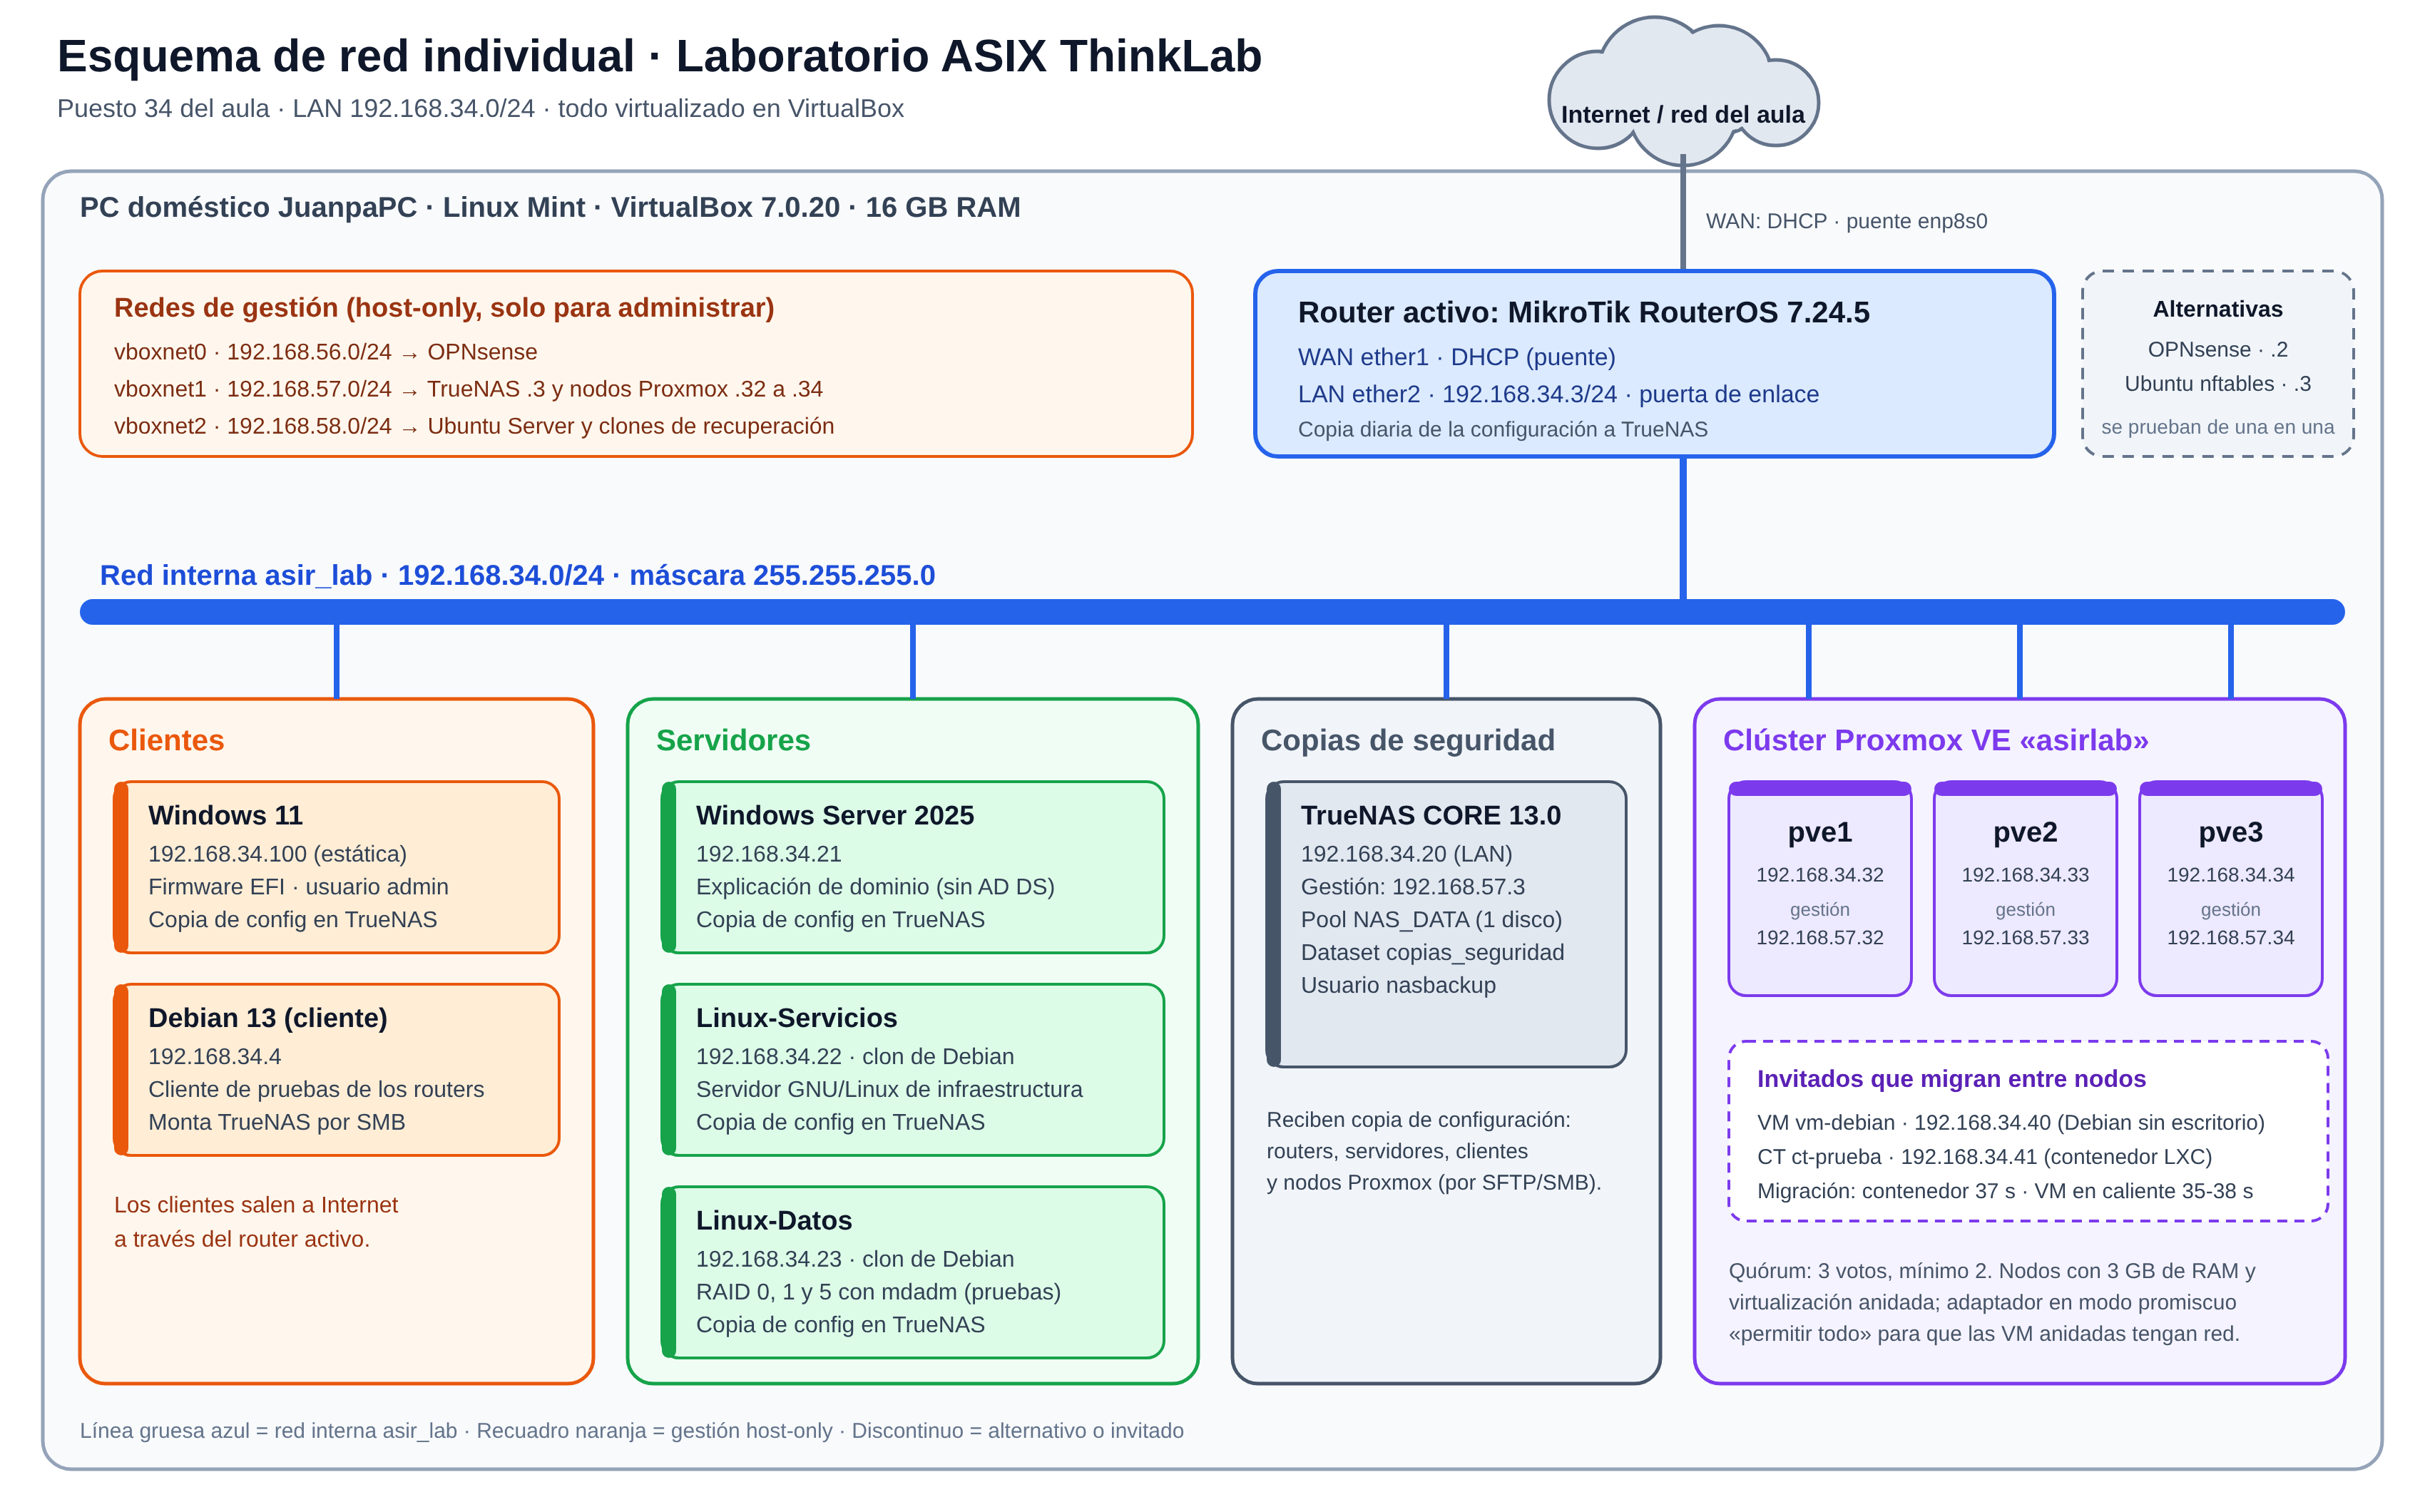 Esquema de red individual · Laboratorio ASIX ThinkLab
Puesto 34 del aula · LAN 192.168.34.0/24 · todo virtualizado en VirtualBox
Internet / red del aula
PC doméstico JuanpaPC · Linux Mint · VirtualBox 7.0.20 · 16 GB RAM
WAN: DHCP · puente enp8s0
Redes de gestión (host-only, solo para administrar)
vboxnet0 · 192.168.56.0/24 → OPNsense
vboxnet1 · 192.168.57.0/24 → TrueNAS .3 y nodos Proxmox .32 a .34
vboxnet2 · 192.168.58.0/24 → Ubuntu Server y clones de recuperación
Router activo: MikroTik RouterOS 7.24.5
WAN ether1 · DHCP (puente)
LAN ether2 · 192.168.34.3/24 · puerta de enlace
Copia diaria de la configuración a TrueNAS
Alternativas
OPNsense · .2
Ubuntu nftables · .3
se prueban de una en una
Red interna asir_lab · 192.168.34.0/24 · máscara 255.255.255.0
Clientes
Windows 11
192.168.34.100 (estática)
Firmware EFI · usuario admin
Copia de config en TrueNAS
Debian 13 (cliente)
192.168.34.4
Cliente de pruebas de los routers
Monta TrueNAS por SMB
Los clientes salen a Internet
a través del router activo.
Servidores
Windows Server 2025
192.168.34.21
Explicación de dominio (sin AD DS)
Copia de config en TrueNAS
Linux-Servicios
192.168.34.22 · clon de Debian
Servidor GNU/Linux de infraestructura
Copia de config en TrueNAS
Linux-Datos
192.168.34.23 · clon de Debian
RAID 0, 1 y 5 con mdadm (pruebas)
Copia de config en TrueNAS
Copias de seguridad
TrueNAS CORE 13.0
192.168.34.20 (LAN)
Gestión: 192.168.57.3
Pool NAS_DATA (1 disco)
Dataset copias_seguridad
Usuario nasbackup
Reciben copia de configuración:
routers, servidores, clientes
y nodos Proxmox (por SFTP/SMB).
Clúster Proxmox VE «asirlab»
pve1
192.168.34.32
gestión
192.168.57.32
pve2
192.168.34.33
gestión
192.168.57.33
pve3
192.168.34.34
gestión
192.168.57.34
Invitados que migran entre nodos
VM vm-debian · 192.168.34.40 (Debian sin escritorio)
CT ct-prueba · 192.168.34.41 (contenedor LXC)
Migración: contenedor 37 s · VM en caliente 35-38 s
Quórum: 3 votos, mínimo 2. Nodos con 3 GB de RAM y
virtualización anidada; adaptador en modo promiscuo
«permitir todo» para que las VM anidadas tengan red.
Línea gruesa azul = red interna asir_lab · Recuadro naranja = gestión host-only · Discontinuo = alternativo o invitado